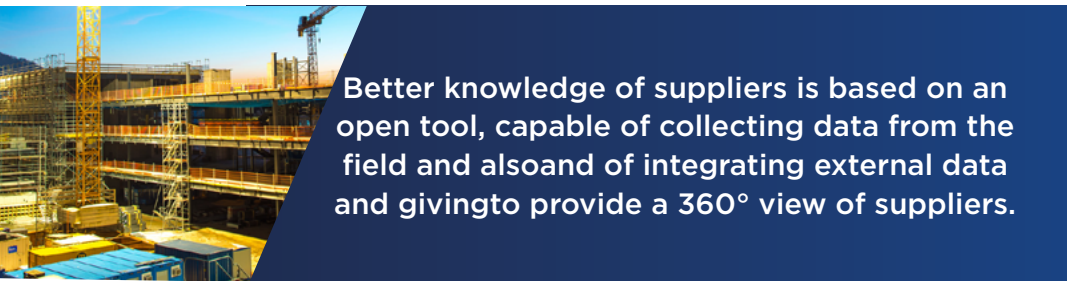 Better knowledge of suppliers is based on an
open tool, capable of collecting data from the
field and alsoand of integrating external data
and givingto provide a 360° view of suppliers.